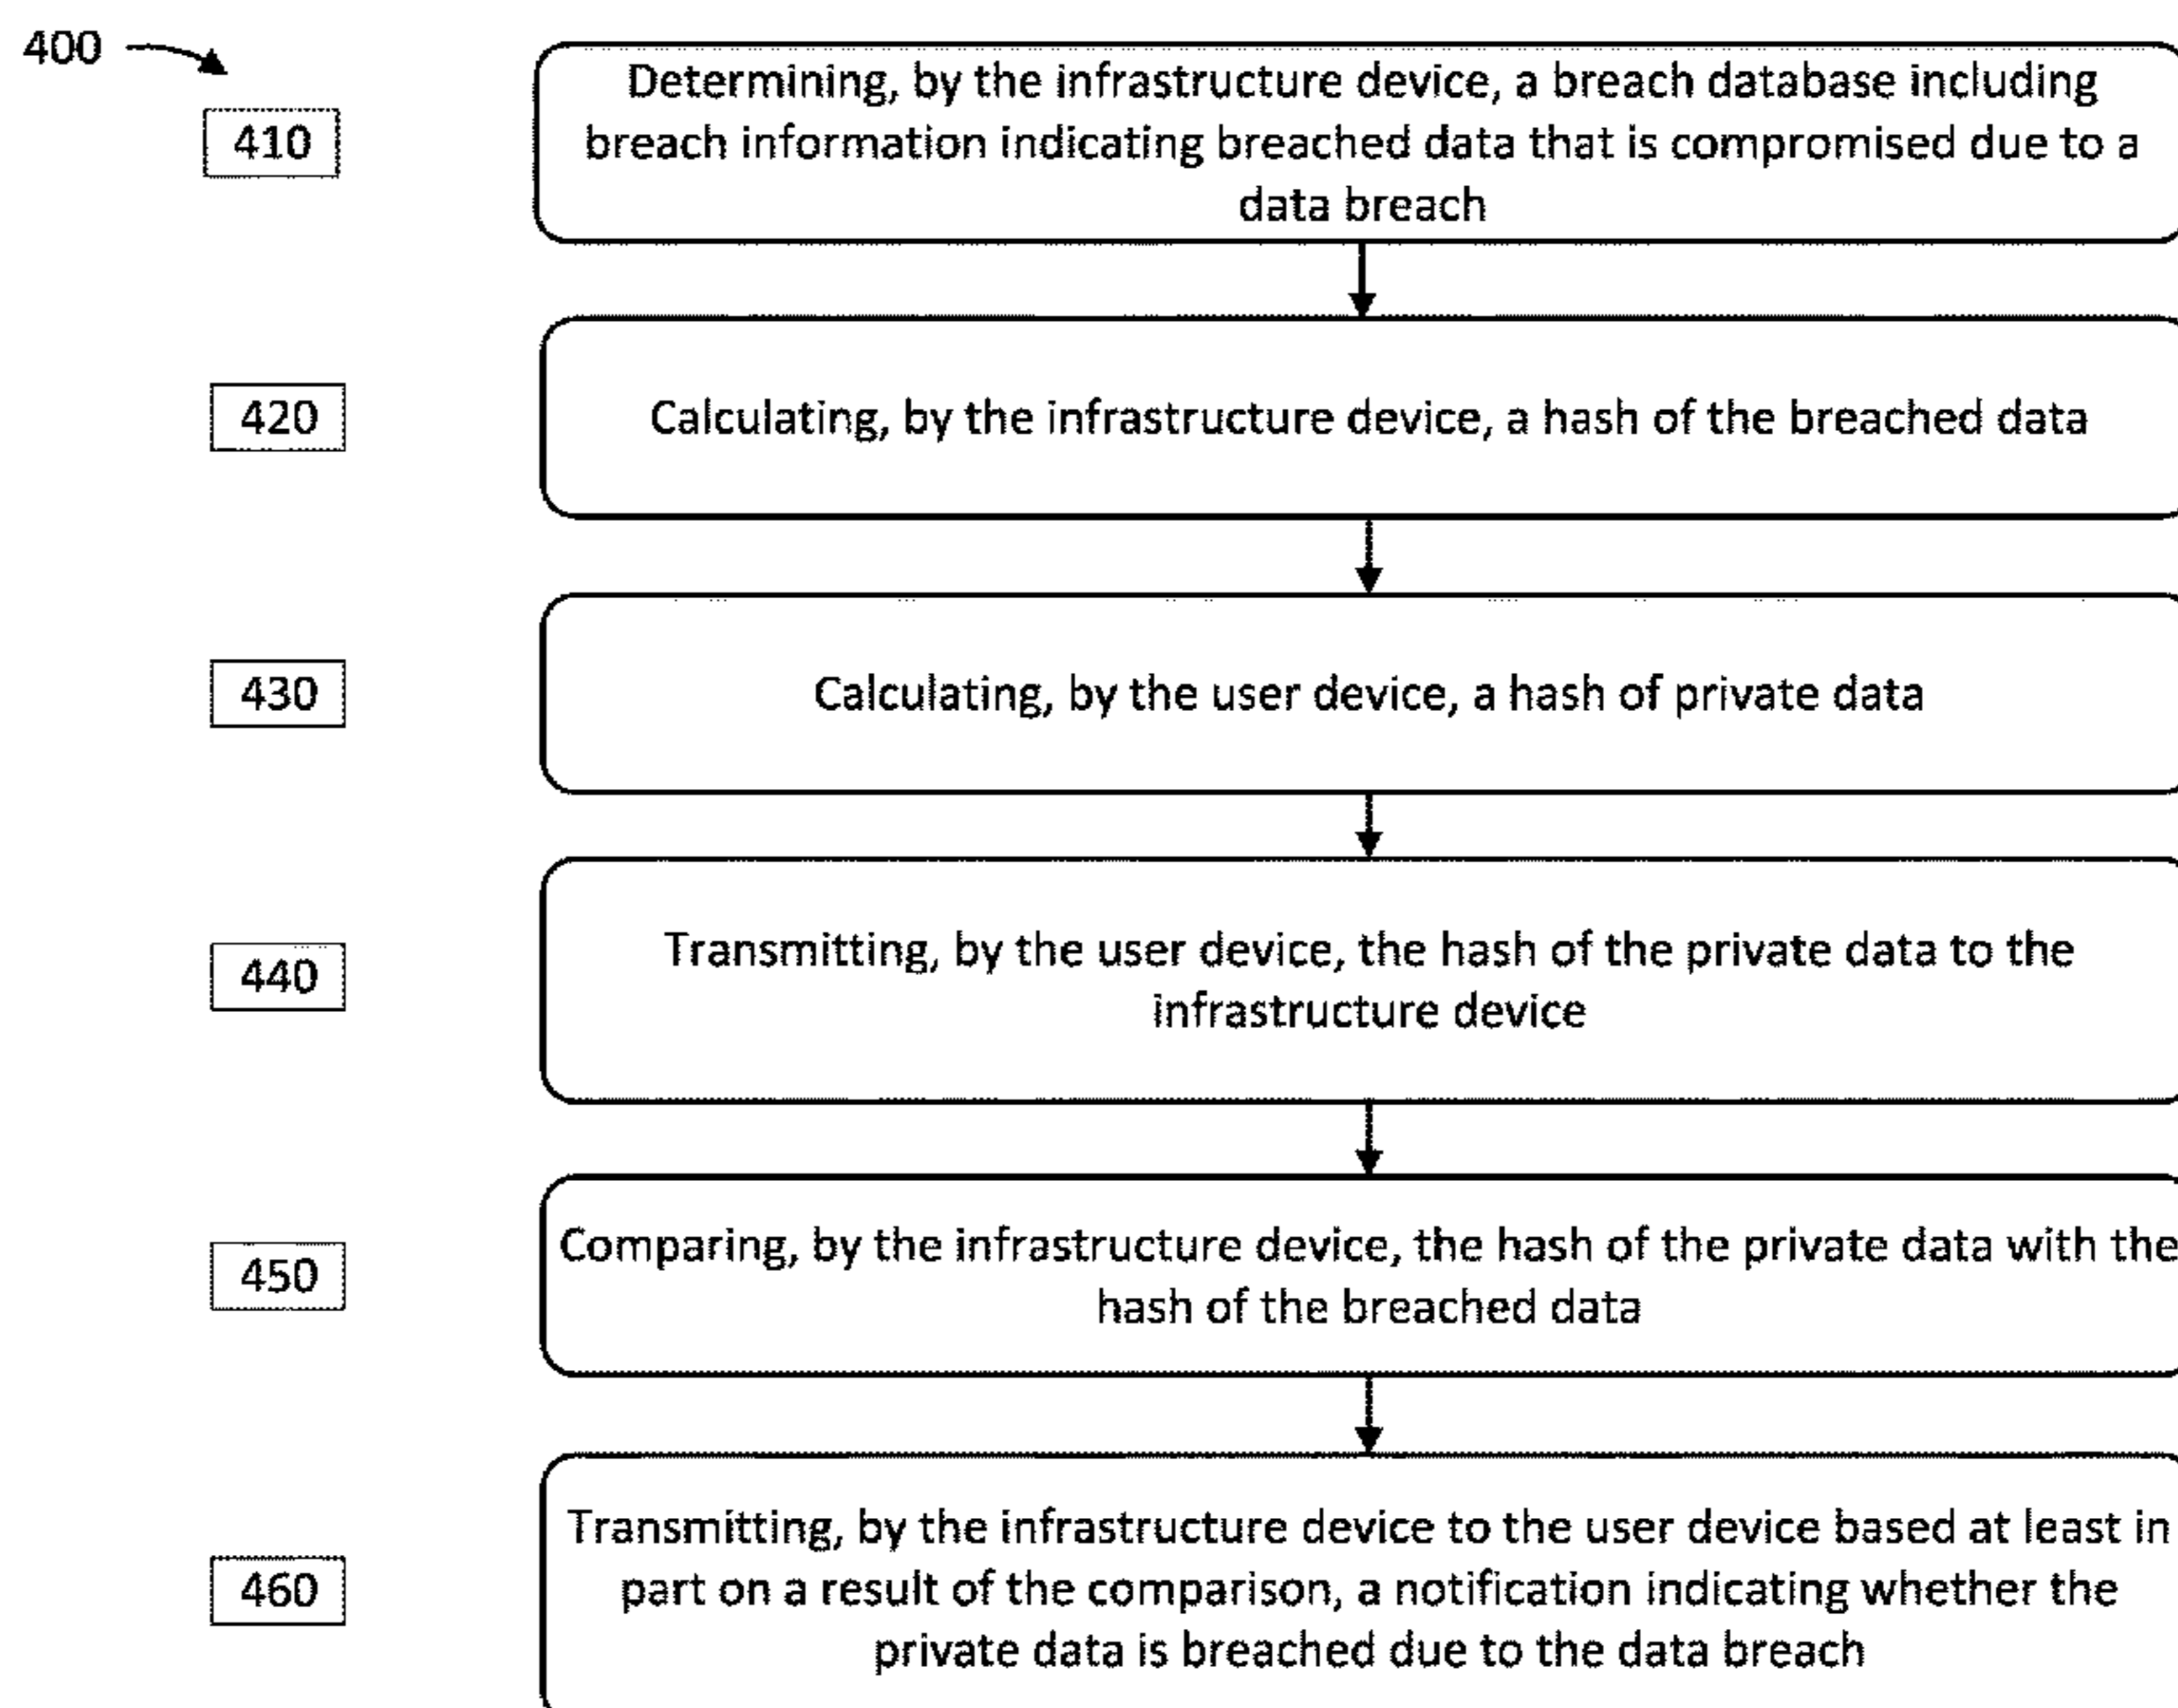 400
410
Determining, by the infrastructure device, a breach database including
breach information indicating breached data that is compromised due to a
data breach
420
Calculating, by the infrastructure device, a hash of the breached data
430
Calculating, by the user device, a hash of private data
440
Transmitting, by the user device, the hash of the private data to the
infrastructure device
450
Comparing, by the infrastructure device, the hash of the private data with the
hash of the breached data
460
Transmitting, by the infrastructure device to the user device based at least in
part on a result of the comparison, a notification indicating whether the
private data is breached due to the data breach